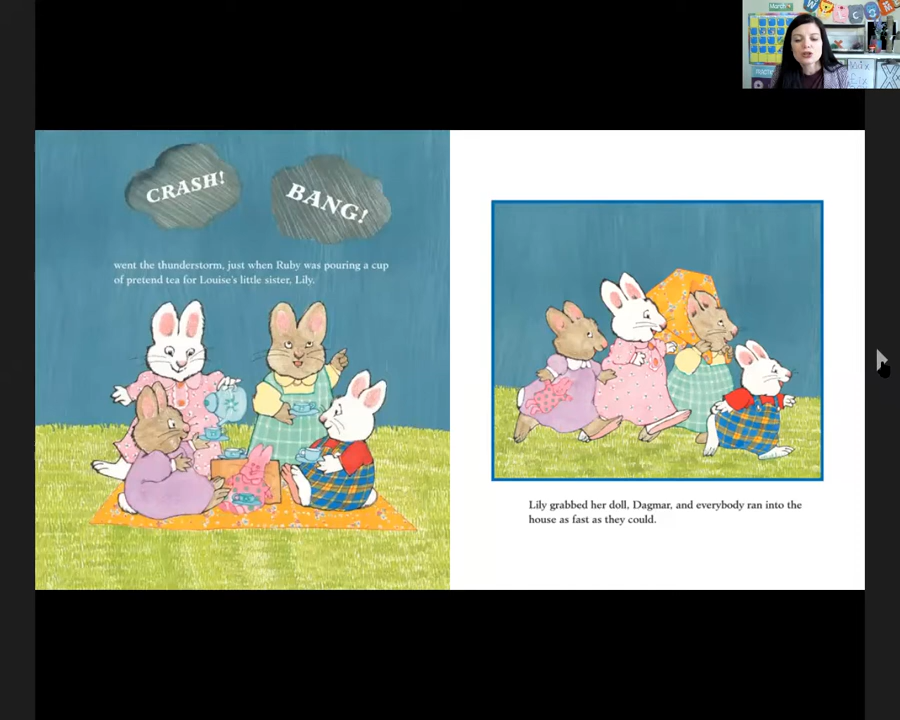 CRASH!
BANG!
went the thunderstorm, just when Ruby was pouring a cup
of pretend tea for Louise's little sister, Lily.
Lily grabbed her doll, Dagmar, and everybody ran into the
house as fast as they could.